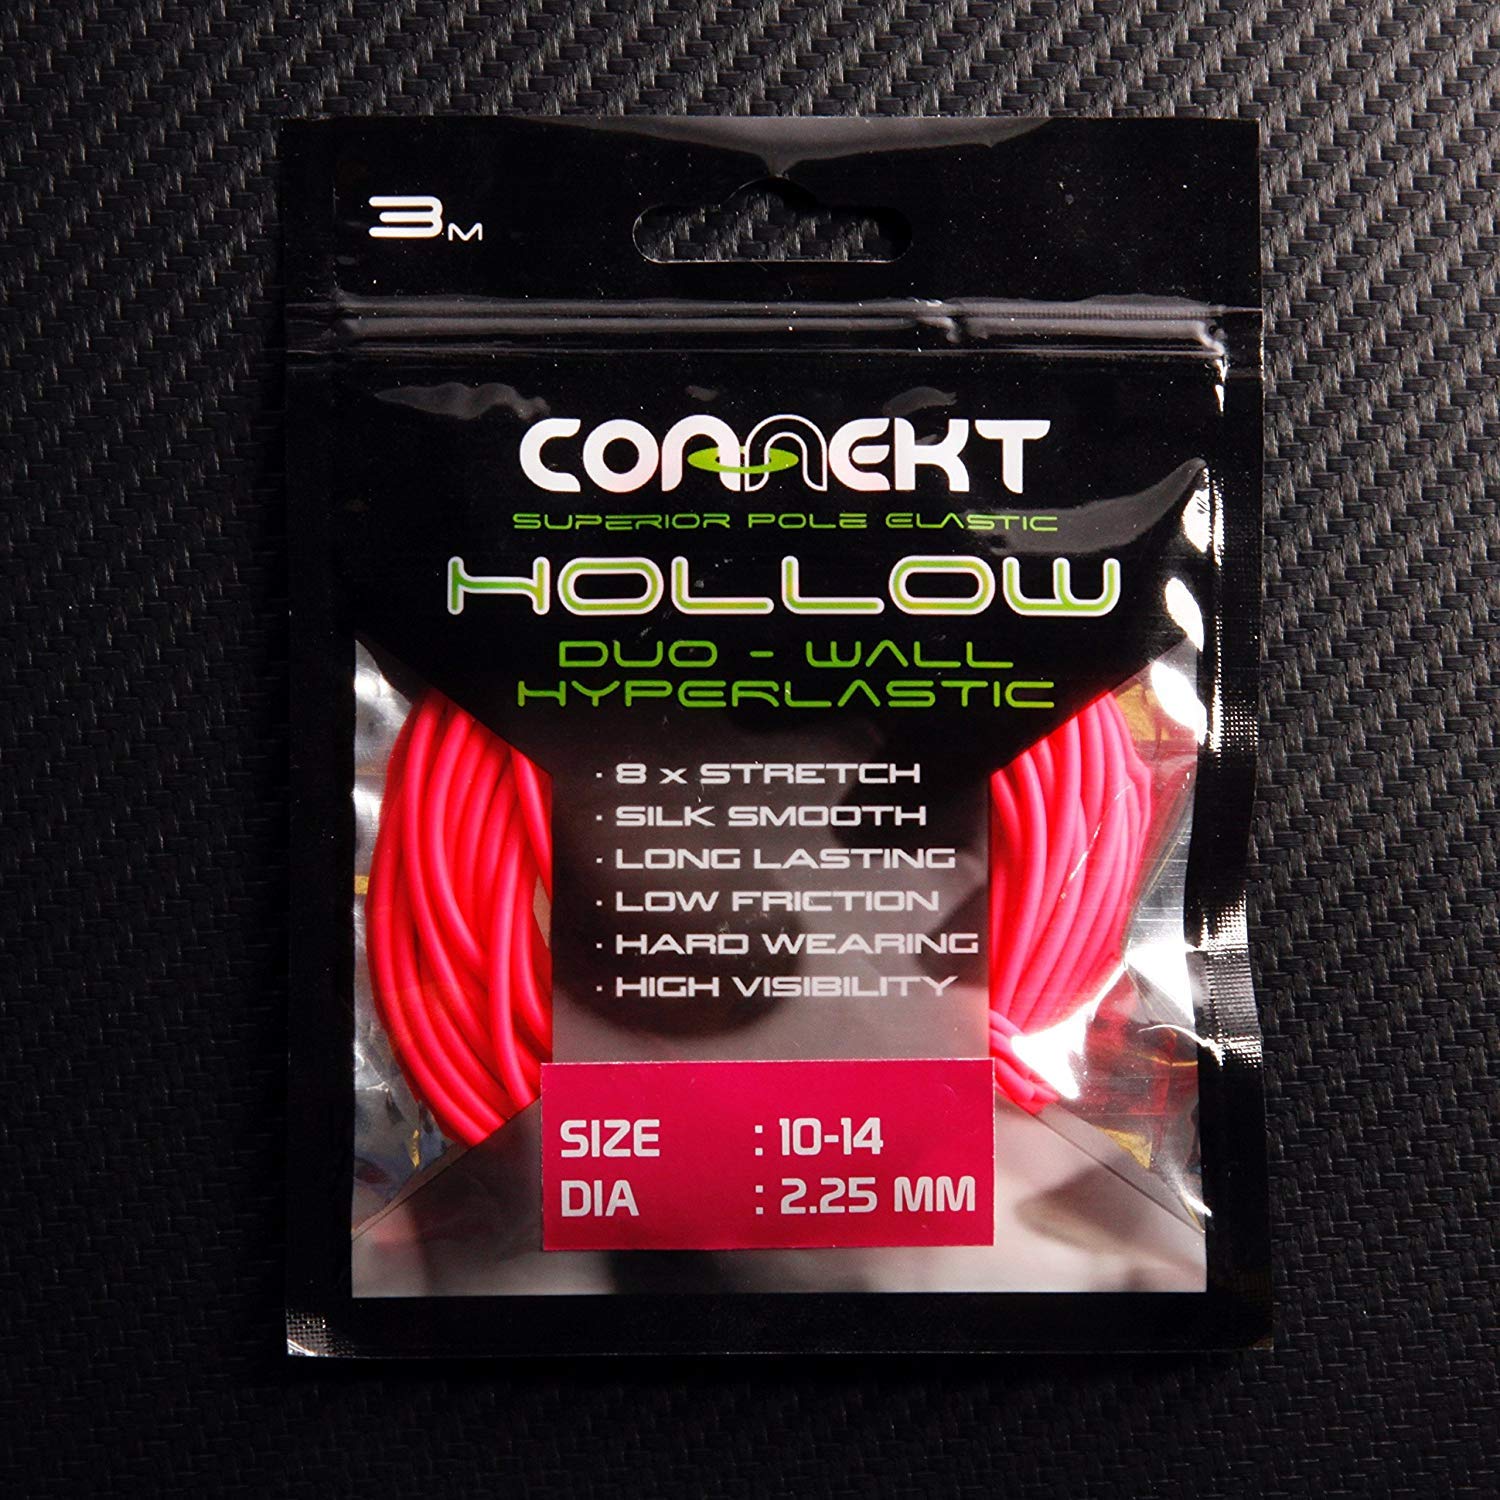 3M
CONNEKT
SUPERIOR POLE ELASTIC
HOLLOW
DUO - WALL
HYPERLASTIC
· 8 x STRETCH
· SILK SMOOTH
· LONG LASTING
· LOW FRICTION
· HARD WEARING
· HIGH VISIBILITY
SIZE : 10-14
DIA : 2.25 MM